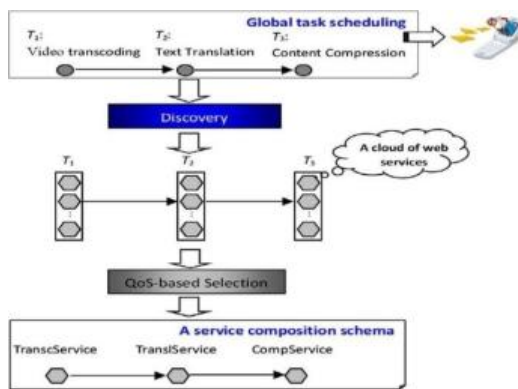 Global task scheduling
T₁: T₂: T₃:
Video transcoding Text Translation Content Compression
Discovery
A cloud of web
services
T₁ T₂ T₃
QoS-based Selection
A service composition schema
TranscService TranslService CompService